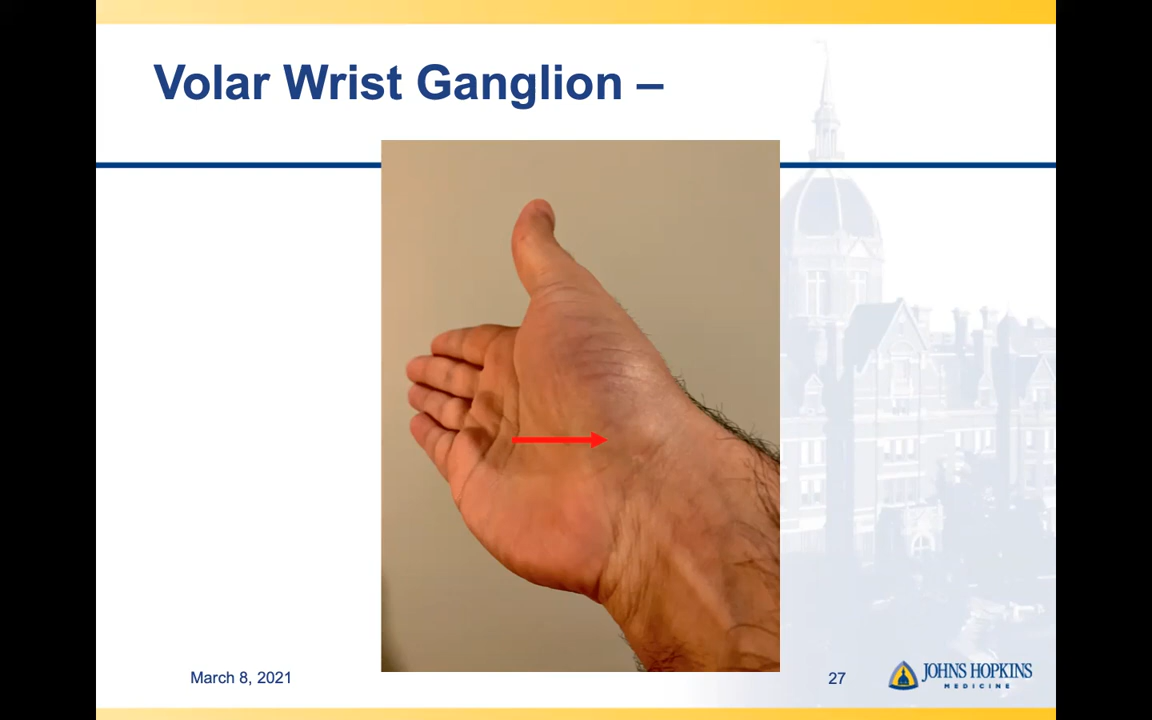 Volar Wrist Ganglion –
March 8, 2021
27
JOHNS HOPKINS
MEDICINE